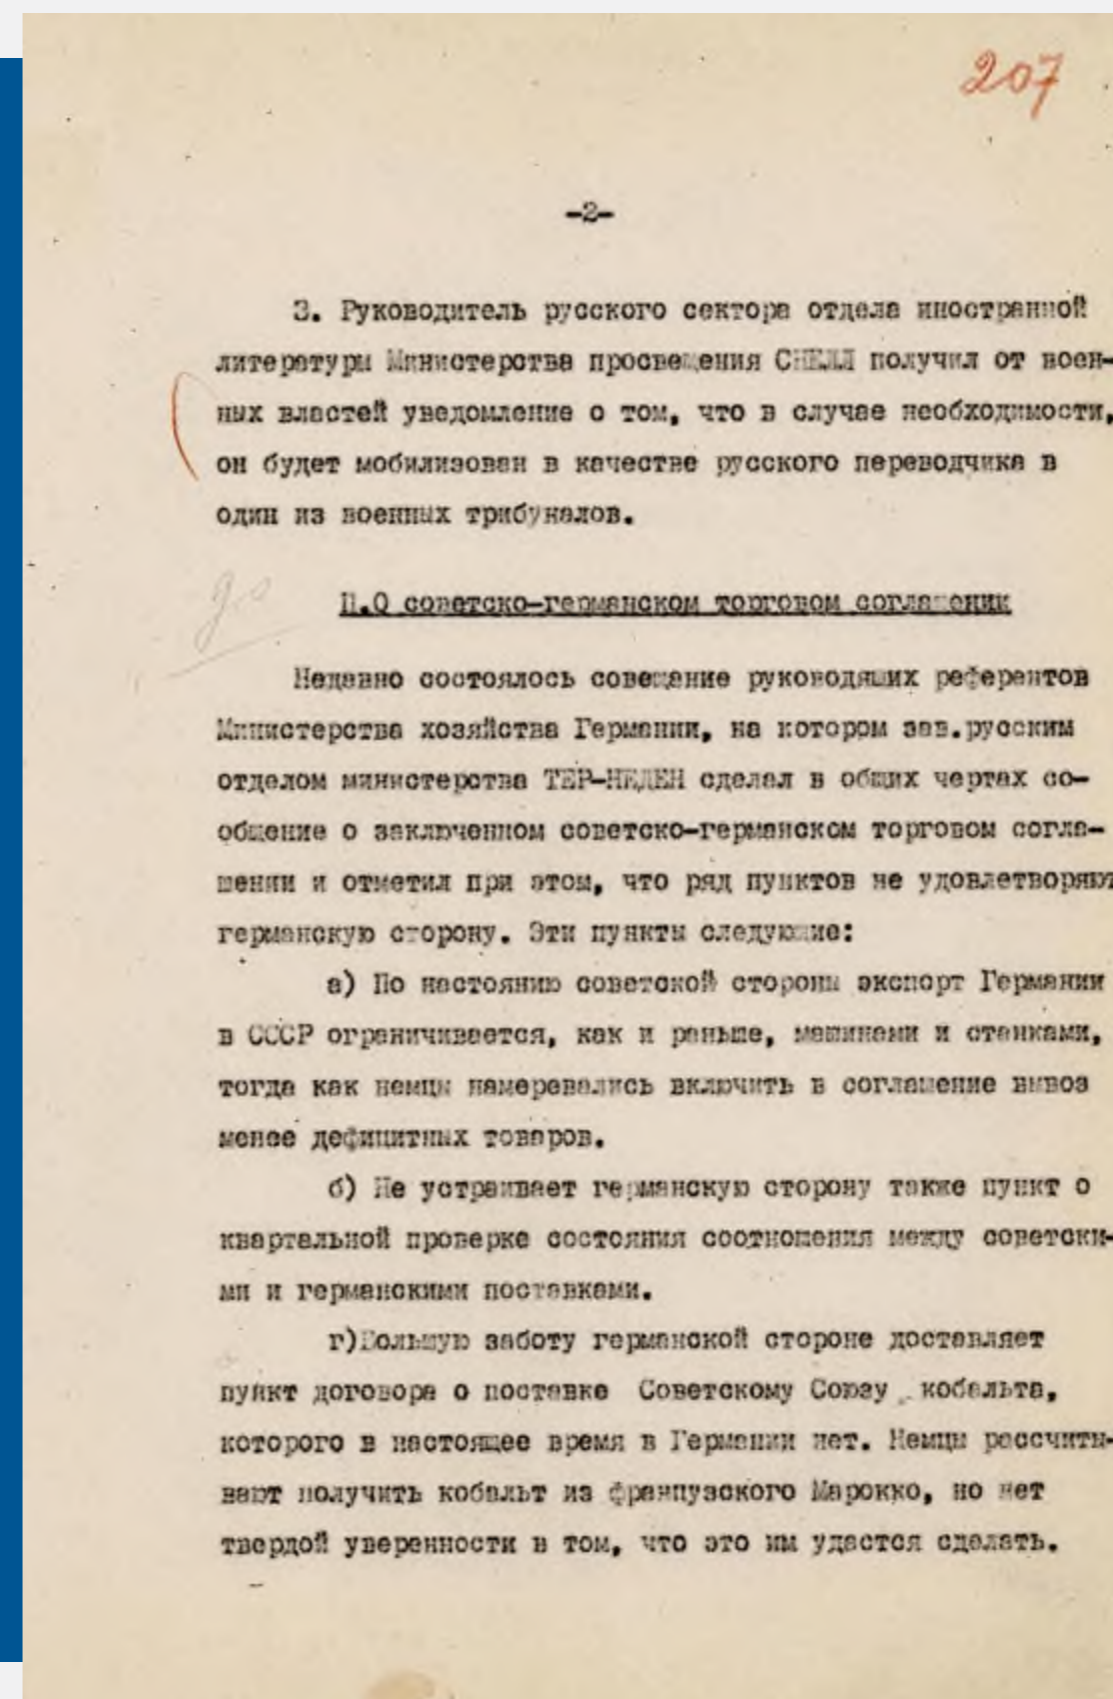 207
-2-
3. Руководитель русского сектора отдела иностранной
литературы Министерства просвещения СНЕЛЛ получил от воен-
ных властей уведомление о том, что в случае необходимости,
он будет мобилизован в качестве русского переводчика в
один из военных трибуналов.
П.О советско-германском торговом соглашении
Недавно состоялось совещание руководящих референтов
Министерства хозяйства Германии, на котором зав.русским
отделом министерства ТЕР-НЕДЕН сделал в общих чертах со-
общение о заключенном советско-германском торговом согла-
шении и отметил при этом, что ряд пунктов не удовлетворяют
германскую сторону. Эти пункты следующие:
а) По настоянию советской стороны экспорт Германии
в СССР ограничивается, как и раньше, машинами и станками,
тогда как немцы намеревались включить в соглашение вывоз
менее дефицитных товаров.
б) Не устраивает германскую сторону также пункт о
квартальной проверке состояния соотношения между советски-
ми и германскими поставками.
г)Большую заботу германской стороне доставляет
пункт договора о поставке Советскому Союзу кобальта,
которого в настоящее время в Германии нет. Немцы рассчиты-
вают получить кобальт из французского Марокко, но нет
твердой уверенности в том, что это им удастся сделать.